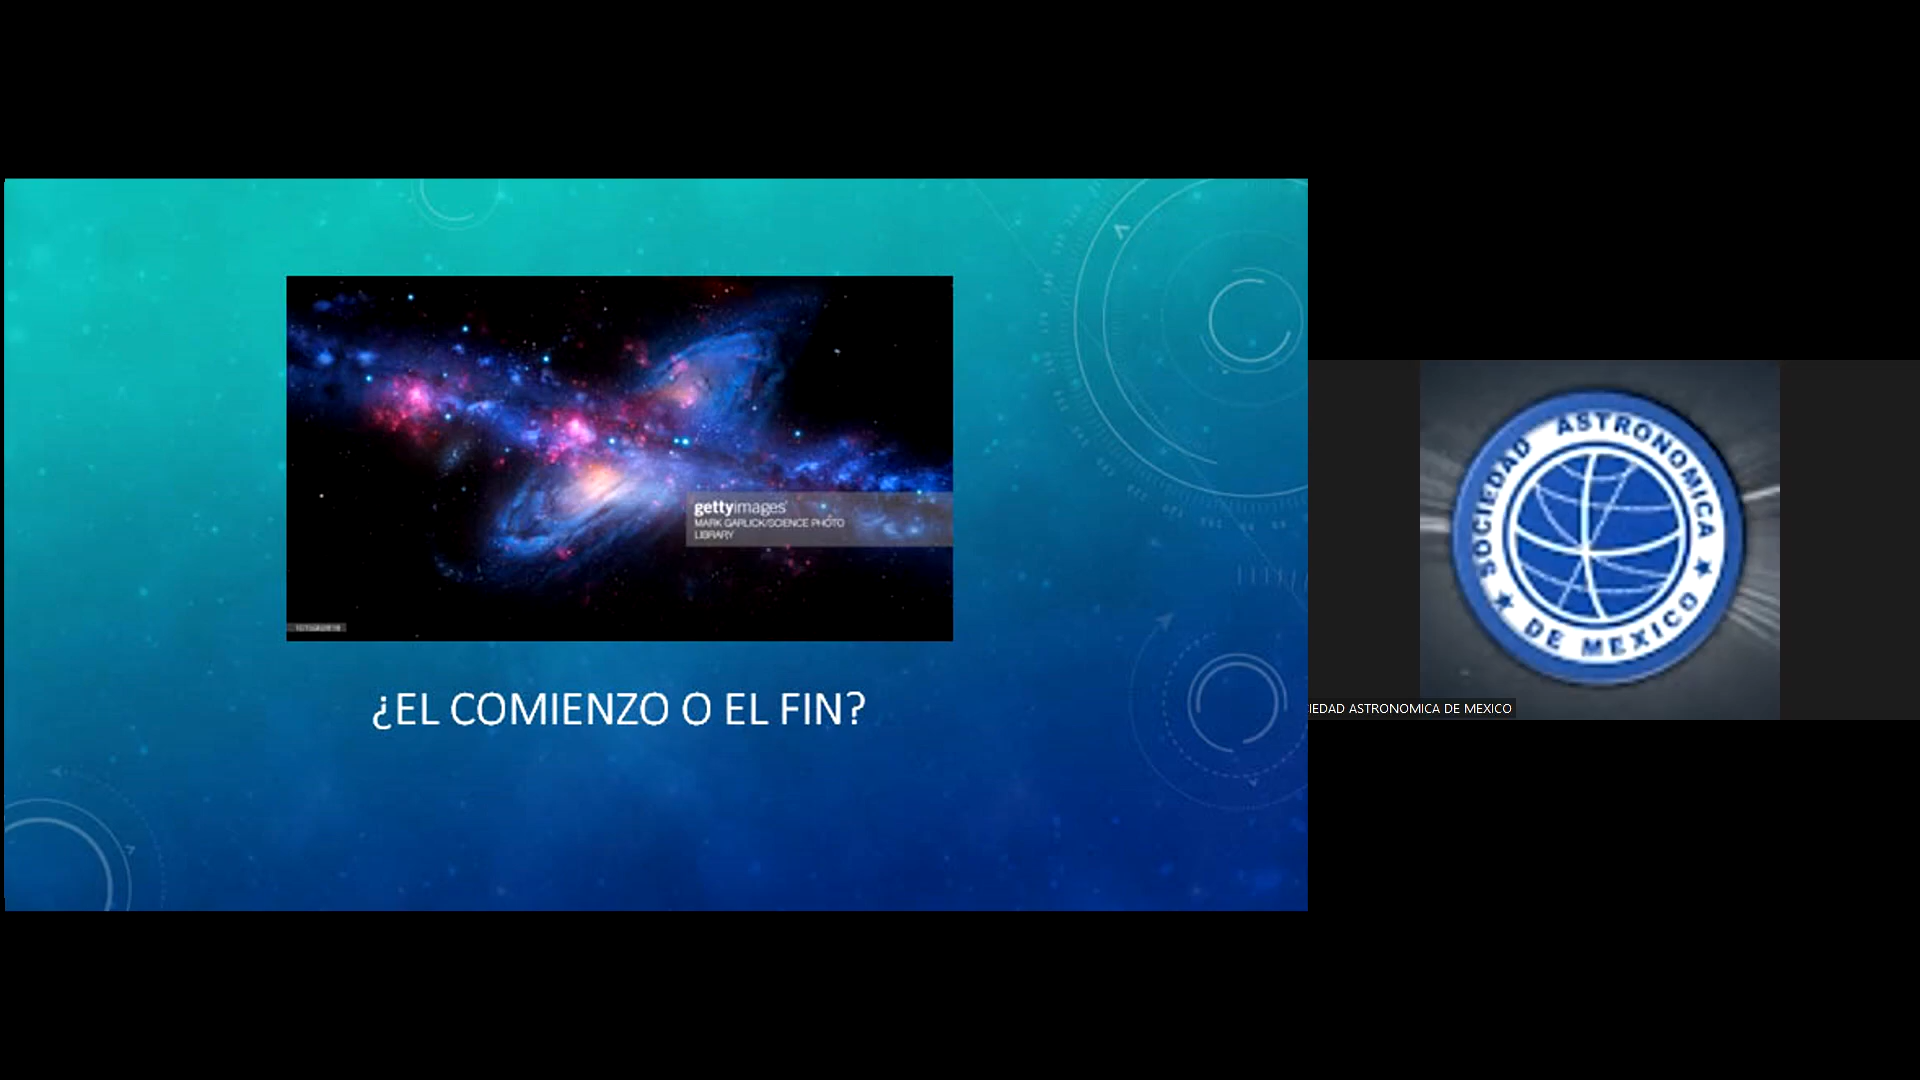 gettyimages®
MARK GARLICK/SCIENCE PHOTO
LIBRARY
¿EL COMIENZO O EL FIN?
SOCIEDAD ASTRONOMICA
DE MEXICO
IEDAD ASTRONOMICA DE MEXICO